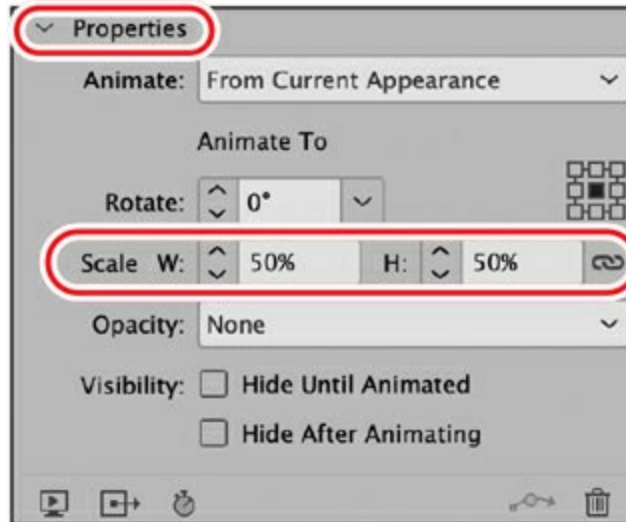 Properties
Animate: From Current Appearance
Animate To
Rotate: 0°
Scale W: 50% H: 50%
Opacity: None
Visibility: Hide Until Animated
Hide After Animating